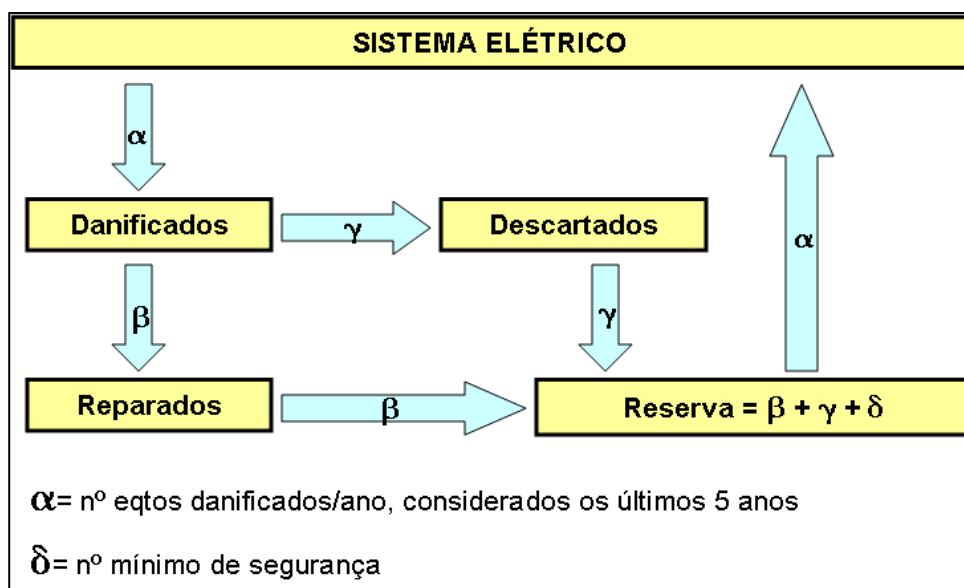 SISTEMA ELÉTRICO
α
Danificados
γ
Descartados
α
β
γ
Reparados
β
Reserva = β + γ + δ
α= nº eqtos danificados/ano, considerados os últimos 5 anos
δ= nº mínimo de segurança